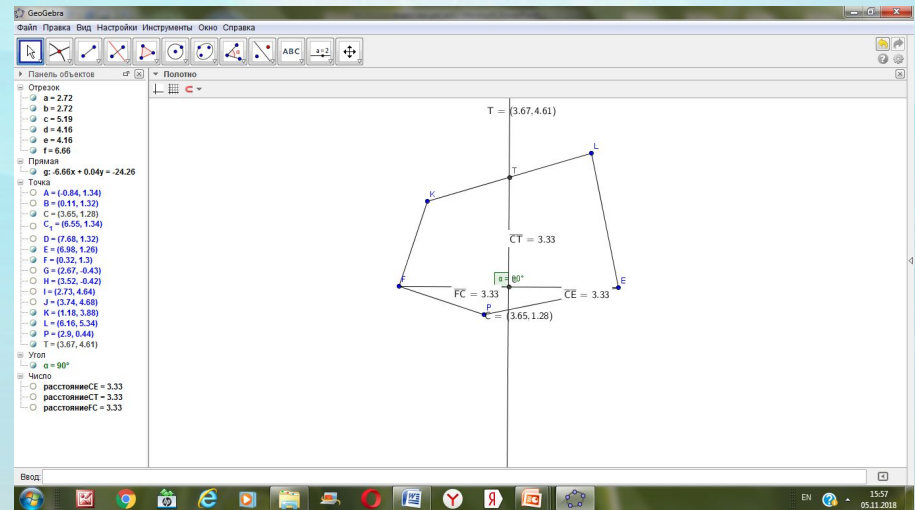 GeoGebra
Файл Правка Вид Настройки Инструменты Окно Справка
ABC
a=2
Панель объектов
Полотно
Отрезок
a = 2.72
b = 2.72
c = 5.19
d = 4.16
e = 4.16
f = 6.66
Прямая
g: -6.66x + 0.04y = -24.26
Точка
A = (-0.84, 1.34)
B = (0.11, 1.32)
C = (3.65, 1.28)
C₁ = (6.55, 1.34)
D = (7.68, 1.32)
E = (6.98, 1.26)
F = (0.32, 1.3)
G = (2.67, -0.43)
H = (3.52, -0.42)
I = (2.73, 4.64)
J = (3.74, 4.68)
K = (1.18, 3.88)
L = (6.16, 5.34)
P = (2.9, 0.44)
T = (3.67, 4.61)
Угол
α = 90°
Число
расстояниеCE = 3.33
расстояниеCT = 3.33
расстояниеFC = 3.33
T = (3.67, 4.61)
L
T
K
CT = 3.33
α = 90°
F
E
FC = 3.33
CE = 3.33
P
C = (3.65, 1.28)
Ввод:
EN
15:57
05.11.2018